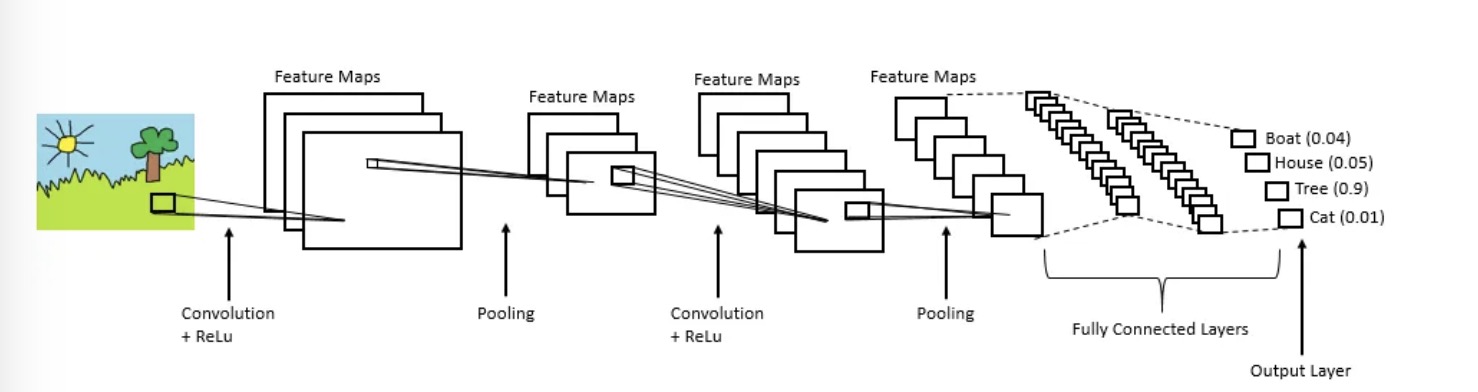 Feature Maps
Feature Maps
Feature Maps
Feature Maps
Boat (0.04)
House (0.05)
Tree (0.9)
Cat (0.01)
Convolution
+ ReLu
Pooling
Convolution
+ ReLu
Pooling
Fully Connected Layers
Output Layer